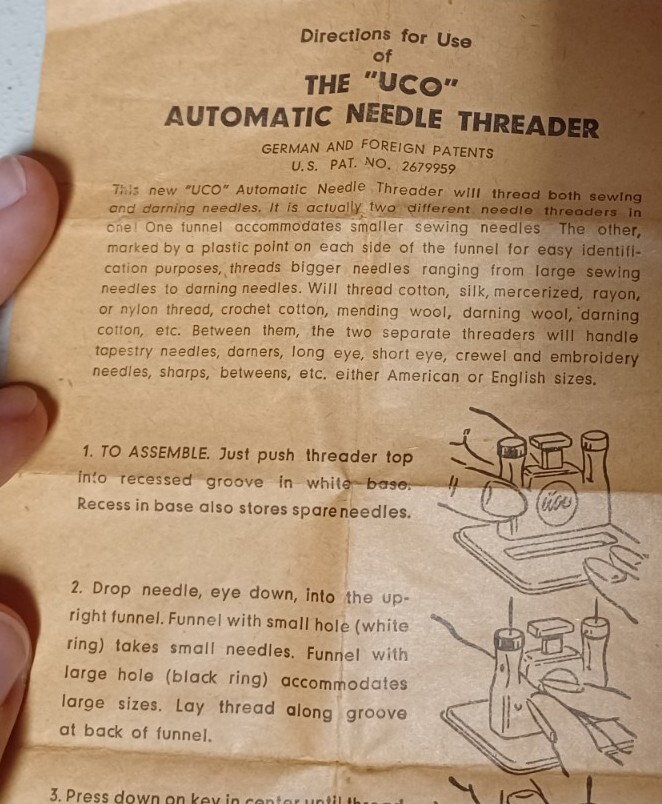 Directions for Use
of
THE "UCO"
AUTOMATIC NEEDLE THREADER
GERMAN AND FOREIGN PATENTS
U.S. PAT. NO. 2679959
This new "UCO" Automatic Needle Threader will thread both sewing
and darning needles. It is actually two different needle threaders in
one! One funnel accommodates smaller sewing needles The other,
marked by a plastic point on each side of the funnel for easy identifi-
cation purposes, threads bigger needles ranging from large sewing
needles to darning needles. Will thread cotton, silk, mercerized, rayon,
or nylon thread, crochet cotton, mending wool, darning wool, darning
cotton, etc. Between them, the two separate threaders will handle
tapestry needles, darners, long eye, short eye, crewel and embroidery
needles, sharps, betweens, etc. either American or English sizes.
1. TO ASSEMBLE. Just push threader top
into recessed groove in white base.
Recess in base also stores spare needles.
uco
2. Drop needle, eye down, into the up-
right funnel. Funnel with small hole (white
ring) takes small needles. Funnel with
large hole (black ring) accommodates
large sizes. Lay thread along groove
at back of funnel.
3. Press down on key in center until thread